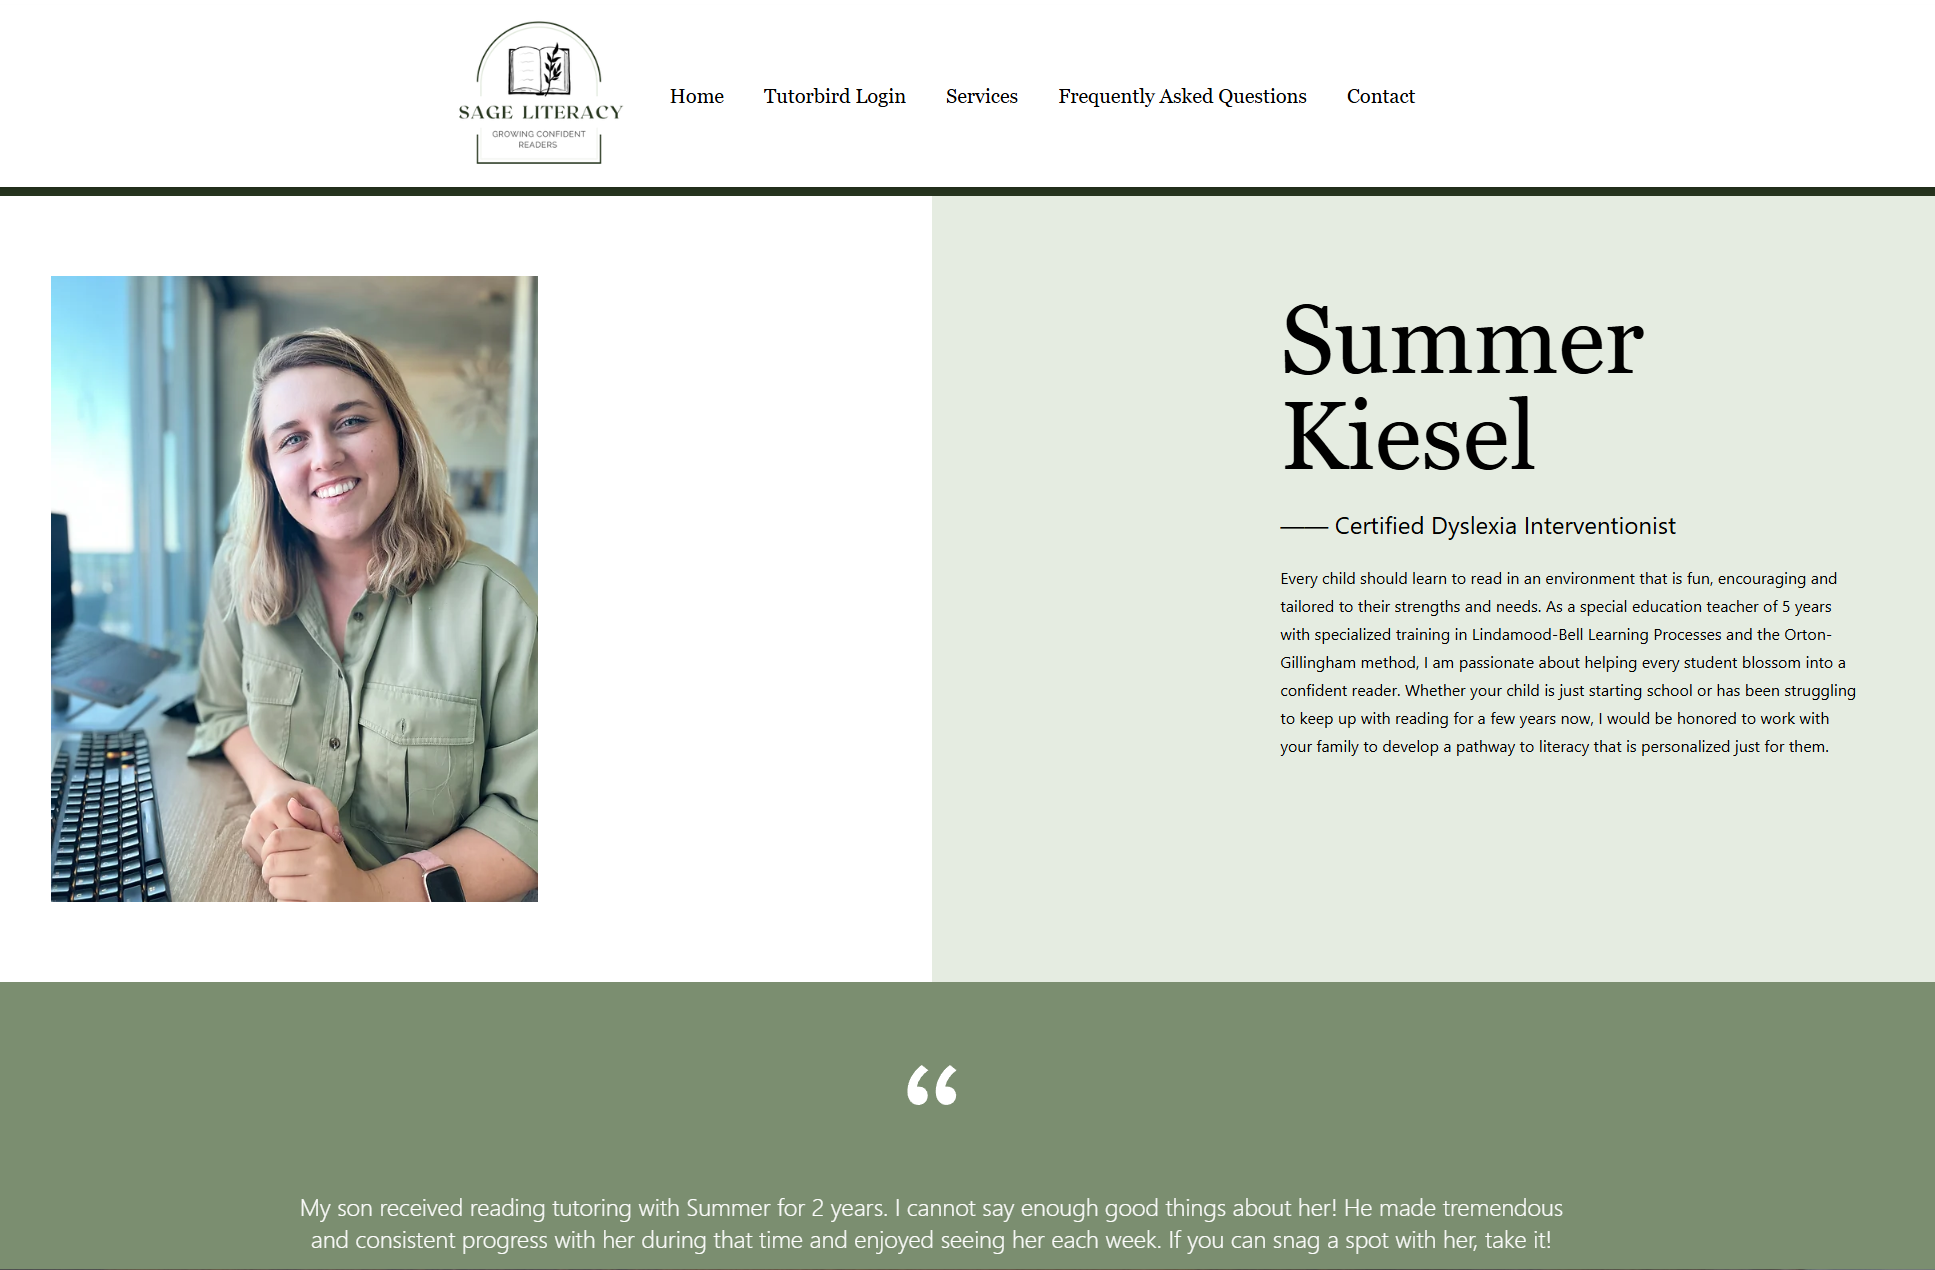 SAGE LITERACY
GROWING CONFIDENT
READERS
Home
Tutorbird Login
Services
Frequently Asked Questions
Contact
Summer
Kiesel
—— Certified Dyslexia Interventionist
Every child should learn to read in an environment that is fun, encouraging and
tailored to their strengths and needs. As a special education teacher of 5 years
with specialized training in Lindamood-Bell Learning Processes and the Orton-
Gillingham method, I am passionate about helping every student blossom into a
confident reader. Whether your child is just starting school or has been struggling
to keep up with reading for a few years now, I would be honored to work with
your family to develop a pathway to literacy that is personalized just for them.
“
My son received reading tutoring with Summer for 2 years. I cannot say enough good things about her! He made tremendous
and consistent progress with her during that time and enjoyed seeing her each week. If you can snag a spot with her, take it!